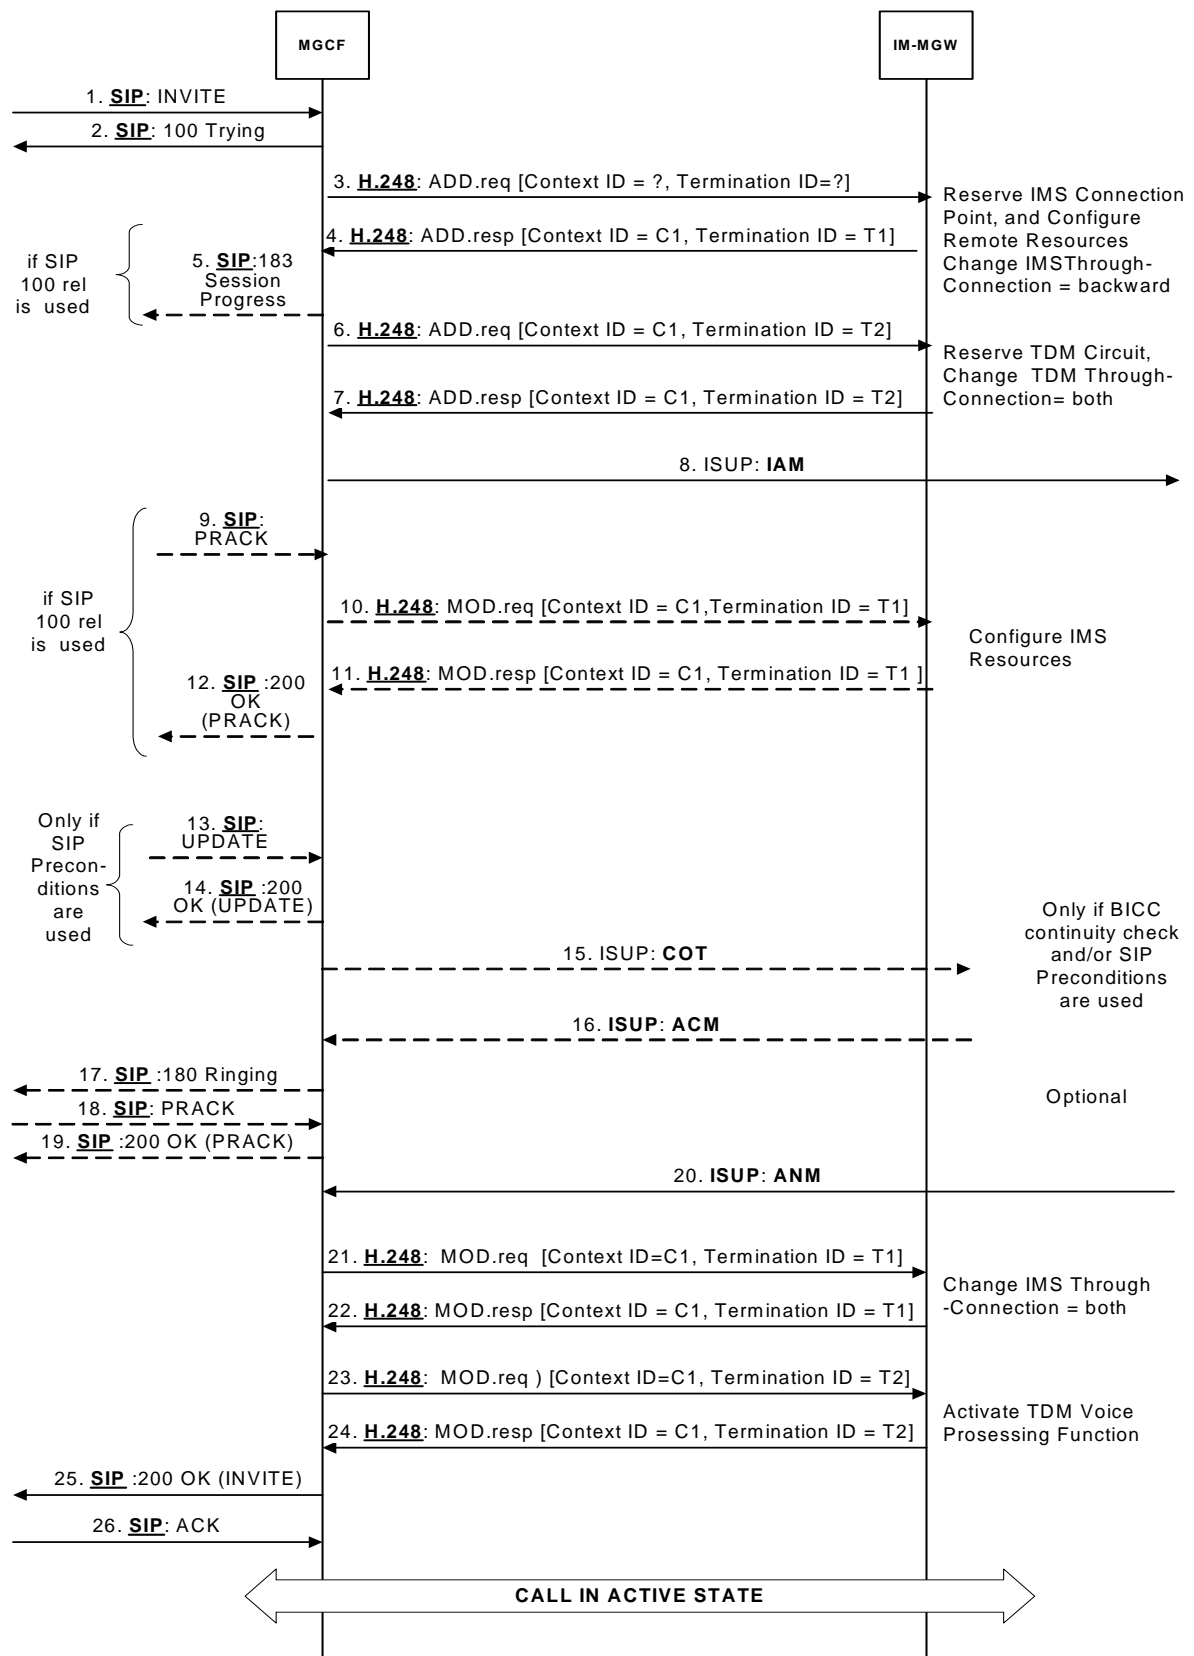 MGCF
IM-MGW
1. SIP: INVITE
2. SIP: 100 Trying
3. H.248: ADD.req [Context ID = ?, Termination ID=?]
Reserve IMS Connection
Point, and Configure
Remote Resources
Change IMSThrough-
Connection = backward
4. H.248: ADD.resp [Context ID = C1, Termination ID = T1]
if SIP
100 rel
is used
5. SIP:183
Session
Progress
6. H.248: ADD.req [Context ID = C1, Termination ID = T2]
Reserve TDM Circuit,
Change TDM Through-
Connection= both
7. H.248: ADD.resp [Context ID = C1, Termination ID = T2]
8. ISUP: IAM
9. SIP:
PRACK
if SIP
100 rel
is used
10. H.248: MOD.req [Context ID = C1,Termination ID = T1]
Configure IMS
Resources
11. H.248: MOD.resp [Context ID = C1, Termination ID = T1 ]
12. SIP :200
OK
(PRACK)
Only if
SIP
Precon-
ditions
are
used
13. SIP:
UPDATE
14. SIP :200
OK (UPDATE)
15. ISUP: COT
Only if BICC
continuity check
and/or SIP
Preconditions
are used
16. ISUP: ACM
17. SIP :180 Ringing
Optional
18. SIP: PRACK
19. SIP :200 OK (PRACK)
20. ISUP: ANM
21. H.248: MOD.req [Context ID=C1, Termination ID = T1]
Change IMS Through
-Connection = both
22. H.248: MOD.resp [Context ID = C1, Termination ID = T1]
23. H.248: MOD.req ) [Context ID=C1, Termination ID = T2]
Activate TDM Voice
Prosessing Function
24. H.248: MOD.resp [Context ID = C1, Termination ID = T2]
25. SIP :200 OK (INVITE)
26. SIP: ACK
CALL IN ACTIVE STATE